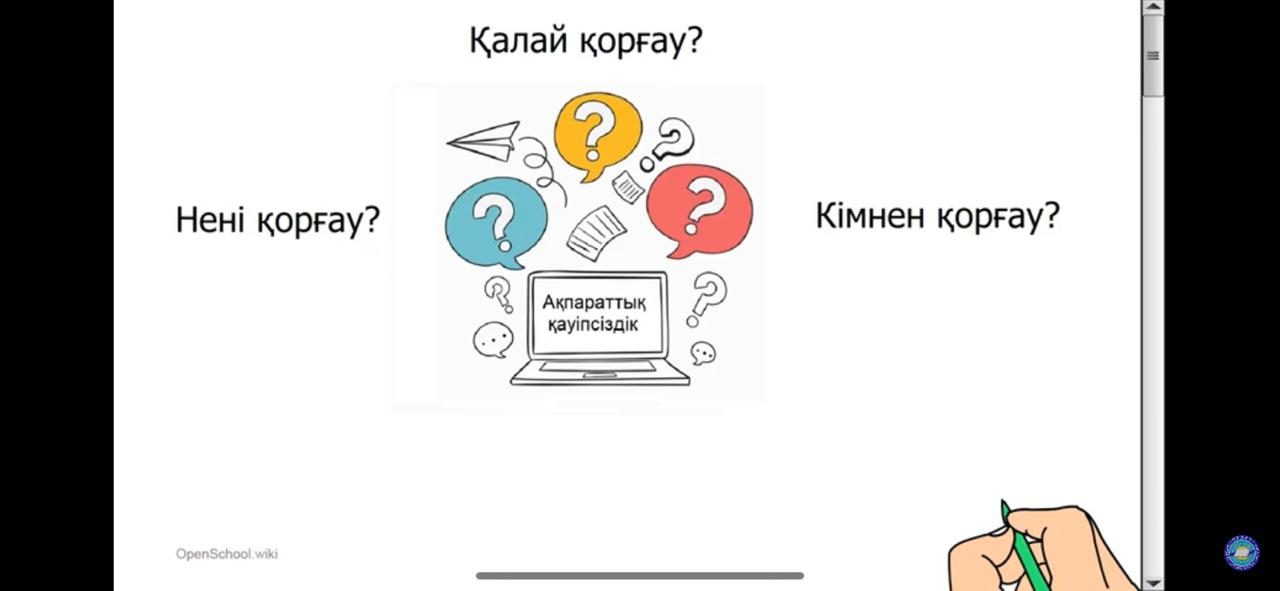 Қалай қорғау?
Нені қорғау?
Кімнен қорғау?
Ақпараттық
қауіпсіздік
OpenSchool.wiki